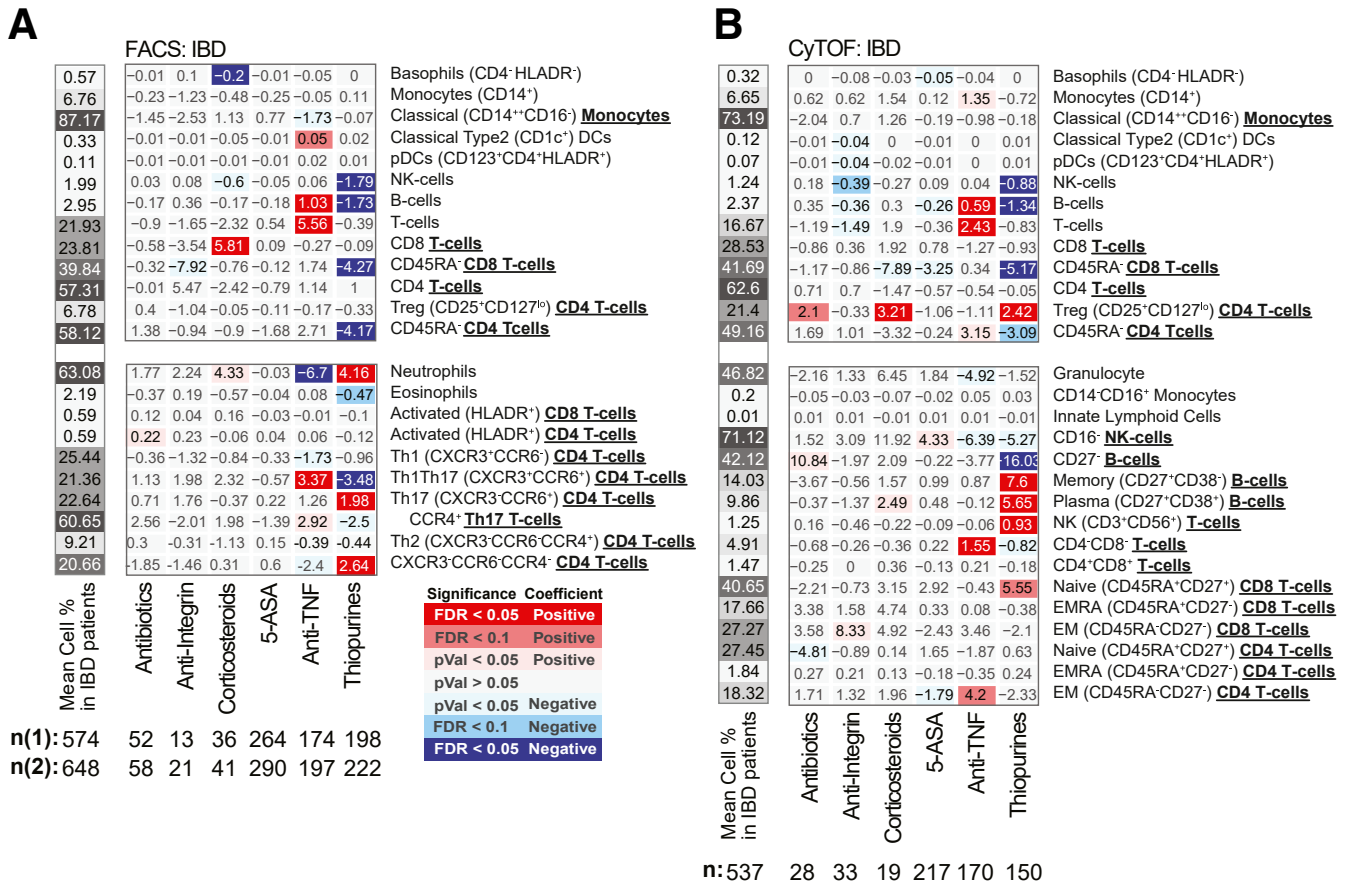 A
FACS: IBD
0.57 −0.01 0.1 −0.2 −0.01 −0.05 0 Basophils (CD4⁻HLADR⁻)
6.76 −0.23 −1.23 −0.48 −0.25 −0.05 0.11 Monocytes (CD14⁺)
87.17 −1.45 −2.53 1.13 0.77 −1.73 −0.07 Classical (CD14⁺⁺CD16⁻) Monocytes
0.33 −0.01 −0.01 −0.05 −0.01 0.05 0.02 Classical Type2 (CD1c⁺) DCs
0.11 −0.01 −0.01 −0.01 −0.01 0.02 0.01 pDCs (CD123⁺CD4⁺HLADR⁺)
1.99 0.03 0.08 −0.6 −0.05 0.06 −1.79 NK-cells
2.95 −0.17 0.36 −0.17 −0.18 1.03 −1.73 B-cells
21.93 −0.9 −1.65 −2.32 0.54 5.56 −0.39 T-cells
23.81 −0.58 −3.54 5.81 0.09 −0.27 −0.09 CD8 T-cells
39.84 −0.32 −7.92 −0.76 −0.12 1.74 −4.27 CD45RA⁻ CD8 T-cells
57.31 −0.01 5.47 −2.42 −0.79 1.14 1 CD4 T-cells
6.78 0.4 −1.04 −0.05 −0.11 −0.17 −0.33 Treg (CD25⁺CD127ˡᵒ) CD4 T-cells
58.12 1.38 −0.94 −0.9 −1.68 2.71 −4.17 CD45RA⁻ CD4 Tcells
63.08 1.77 2.24 4.33 −0.03 −6.7 4.16 Neutrophils
2.19 −0.37 0.19 −0.57 −0.04 0.08 −0.47 Eosinophils
0.59 0.12 0.04 0.16 −0.03 −0.01 −0.1 Activated (HLADR⁺) CD8 T-cells
0.59 0.22 0.23 −0.06 0.04 0.06 −0.12 Activated (HLADR⁺) CD4 T-cells
25.44 −0.36 −1.32 −0.84 −0.33 −1.73 −0.96 Th1 (CXCR3⁺CCR6⁻) CD4 T-cells
21.36 1.13 1.98 2.32 −0.57 3.37 −3.48 Th1Th17 (CXCR3⁺CCR6⁺) CD4 T-cells
22.64 0.71 1.76 −0.37 0.22 1.26 1.98 Th17 (CXCR3⁻CCR6⁺) CD4 T-cells
60.65 2.56 −2.01 1.98 −1.39 2.92 −2.5 CCR4⁺ Th17 T-cells
9.21 0.3 −0.31 −1.13 0.15 −0.39 −0.44 Th2 (CXCR3⁻CCR6⁻CCR4⁺) CD4 T-cells
20.66 −1.85 −1.46 0.31 0.6 −2.4 2.64 CXCR3⁻CCR6⁻CCR4⁻ CD4 T-cells
Mean Cell %
in IBD patients
Antibiotics
Anti-Integrin
Corticosteroids
5-ASA
Anti-TNF
Thiopurines
n(1): 574 52 13 36 264 174 198
n(2): 648 58 21 41 290 197 222
Significance Coefficient
FDR < 0.05 Positive
FDR < 0.1 Positive
pVal < 0.05 Positive
pVal > 0.05
pVal < 0.05 Negative
FDR < 0.1 Negative
FDR < 0.05 Negative
B
CyTOF: IBD
0.32 0 −0.08 −0.03 −0.05 −0.04 0 Basophils (CD4⁻HLADR⁻)
6.65 0.62 0.62 1.54 0.12 1.35 −0.72 Monocytes (CD14⁺)
73.19 −2.04 0.7 1.26 −0.19 −0.98 −0.18 Classical (CD14⁺⁺CD16⁻) Monocytes
0.12 −0.01 −0.04 0 −0.01 0 0.01 Classical Type2 (CD1c⁺) DCs
0.07 −0.01 −0.04 −0.02 −0.01 0 0.01 pDCs (CD123⁺CD4⁺HLADR⁺)
1.24 0.18 −0.39 −0.27 0.09 0.04 −0.88 NK-cells
2.37 0.35 −0.36 0.3 −0.26 0.59 −1.34 B-cells
16.67 −1.19 −1.49 1.9 −0.36 2.43 −0.83 T-cells
28.53 −0.86 0.36 1.92 0.78 −1.27 −0.93 CD8 T-cells
41.69 −1.17 −0.86 −7.89 −3.25 0.34 −5.17 CD45RA⁻ CD8 T-cells
62.6 0.71 0.7 −1.47 −0.57 −0.54 −0.05 CD4 T-cells
21.4 2.1 −0.33 3.21 −1.06 −1.11 2.42 Treg (CD25⁺CD127ˡᵒ) CD4 T-cells
49.16 1.69 1.01 −3.32 −0.24 3.15 −3.09 CD45RA⁻ CD4 Tcells
46.82 −2.16 1.33 6.45 1.84 −4.92 −1.52 Granulocyte
0.2 −0.05 −0.03 −0.07 −0.02 0.05 0.03 CD14⁻CD16⁺ Monocytes
0.01 0.01 0.01 −0.01 0.01 −0.01 −0.01 Innate Lymphoid Cells
71.12 1.52 3.09 11.92 4.33 −6.39 −5.27 CD16⁻ NK-cells
42.12 10.84 −1.97 2.09 −0.22 −3.77 −16.03 CD27⁻ B-cells
14.03 −3.67 −0.56 1.57 0.99 0.87 7.6 Memory (CD27⁺CD38⁻) B-cells
9.86 −0.37 −1.37 2.49 0.48 −0.12 5.65 Plasma (CD27⁺CD38⁺) B-cells
1.25 0.16 −0.46 −0.22 −0.09 −0.06 0.93 NK (CD3⁺CD56⁺) T-cells
4.91 −0.68 −0.26 −0.36 0.22 1.55 −0.82 CD4⁻CD8⁻ T-cells
1.47 −0.25 0 0.36 −0.13 0.21 −0.18 CD4⁺CD8⁺ T-cells
40.65 −2.21 −0.73 3.15 2.92 −0.43 5.55 Naive (CD45RA⁺CD27⁺) CD8 T-cells
17.66 3.38 1.58 4.74 0.33 0.08 −0.38 EMRA (CD45RA⁺CD27⁻) CD8 T-cells
27.27 3.58 8.33 4.92 −2.43 3.46 −2.1 EM (CD45RA⁻CD27⁻) CD8 T-cells
27.45 −4.81 −0.89 0.14 1.65 −1.87 0.63 Naive (CD45RA⁺CD27⁺) CD4 T-cells
1.84 0.27 0.21 0.13 −0.18 −0.35 0.24 EMRA (CD45RA⁺CD27⁻) CD4 T-cells
18.32 1.71 1.32 1.96 −1.79 4.2 −2.33 EM (CD45RA⁻CD27⁻) CD4 T-cells
Mean Cell %
in IBD patients
Antibiotics
Anti-Integrin
Corticosteroids
5-ASA
Anti-TNF
Thiopurines
n: 537 28 33 19 217 170 150